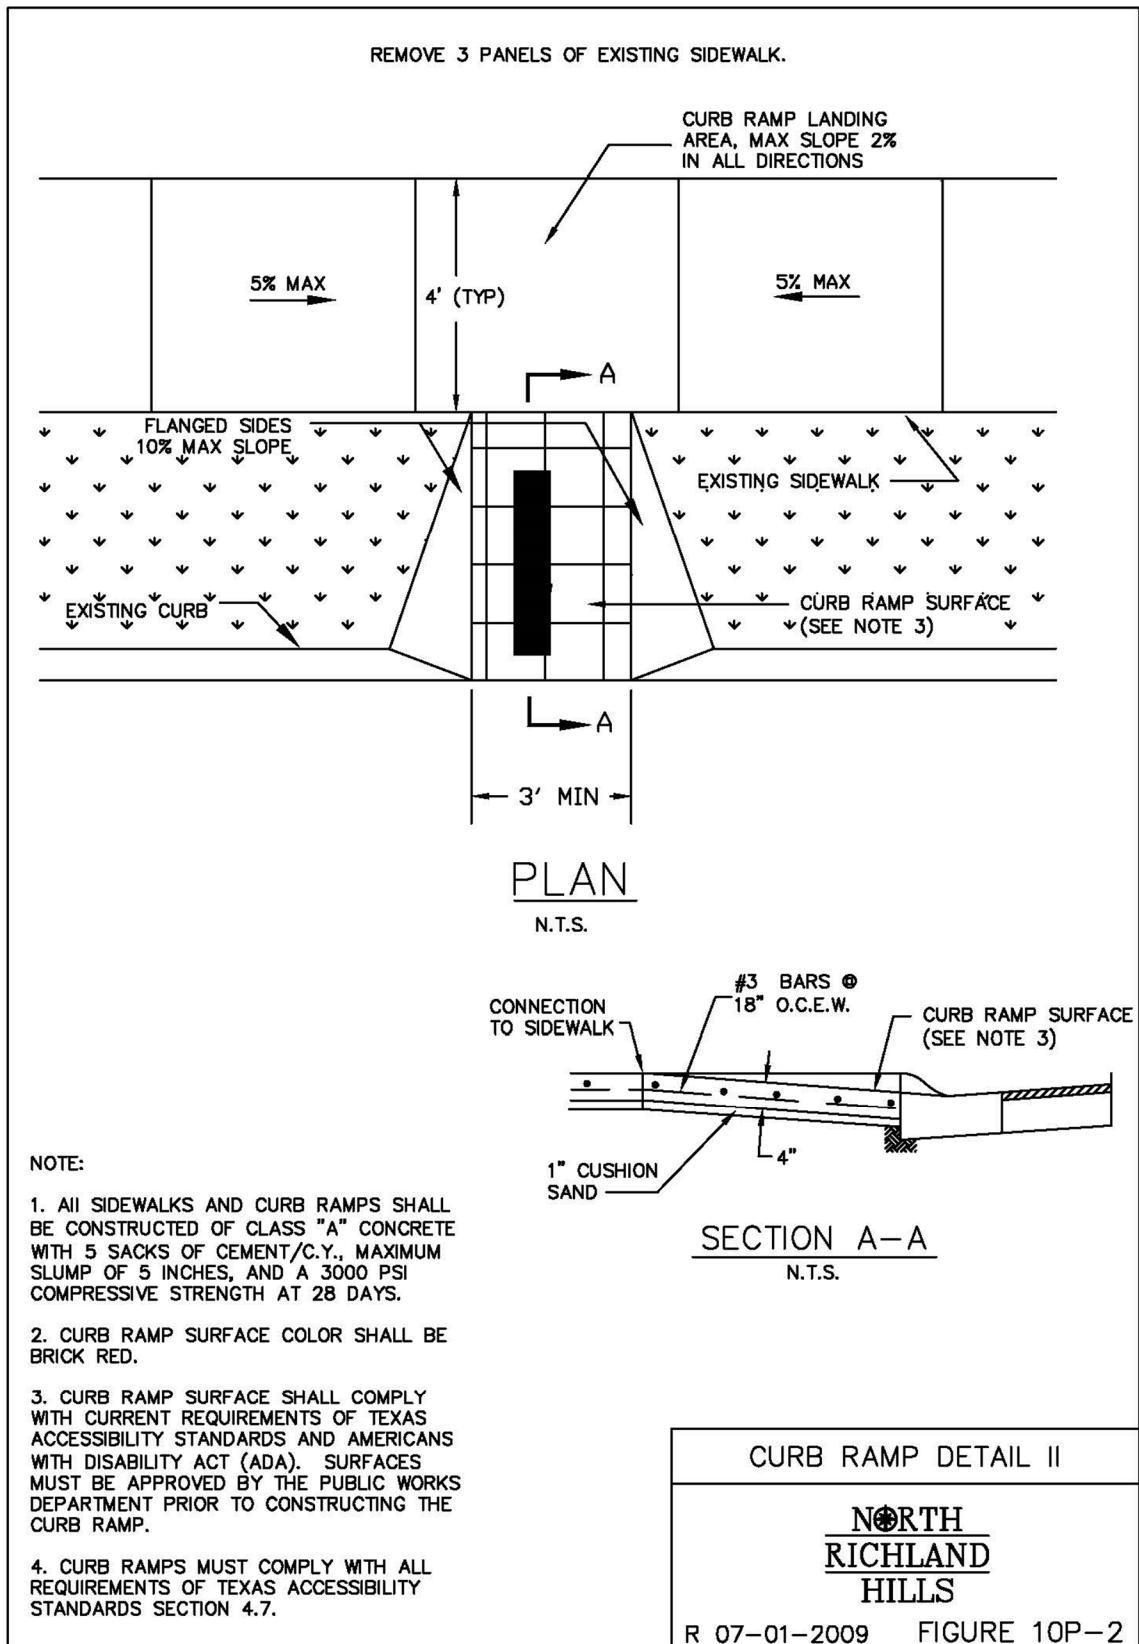 REMOVE 3 PANELS OF EXISTING SIDEWALK.
CURB RAMP LANDING
AREA, MAX SLOPE 2%
IN ALL DIRECTIONS
5% MAX
4' (TYP)
5% MAX
A
FLANGED SIDES
10% MAX SLOPE
EXISTING SIDEWALK
EXISTING CURB
CURB RAMP SURFACE
(SEE NOTE 3)
A
3' MIN
PLAN
N.T.S.
#3 BARS @
18" O.C.E.W.
CONNECTION
TO SIDEWALK
CURB RAMP SURFACE
(SEE NOTE 3)
4"
1" CUSHION
SAND
SECTION A-A
N.T.S.
NOTE:
1. All SIDEWALKS AND CURB RAMPS SHALL
BE CONSTRUCTED OF CLASS "A" CONCRETE
WITH 5 SACKS OF CEMENT/C.Y., MAXIMUM
SLUMP OF 5 INCHES, AND A 3000 PSI
COMPRESSIVE STRENGTH AT 28 DAYS.
2. CURB RAMP SURFACE COLOR SHALL BE
BRICK RED.
3. CURB RAMP SURFACE SHALL COMPLY
WITH CURRENT REQUIREMENTS OF TEXAS
ACCESSIBILITY STANDARDS AND AMERICANS
WITH DISABILITY ACT (ADA). SURFACES
MUST BE APPROVED BY THE PUBLIC WORKS
DEPARTMENT PRIOR TO CONSTRUCTING THE
CURB RAMP.
4. CURB RAMPS MUST COMPLY WITH ALL
REQUIREMENTS OF TEXAS ACCESSIBILITY
STANDARDS SECTION 4.7.
CURB RAMP DETAIL II
NORTH
RICHLAND
HILLS
R 07-01-2009 FIGURE 10P-2